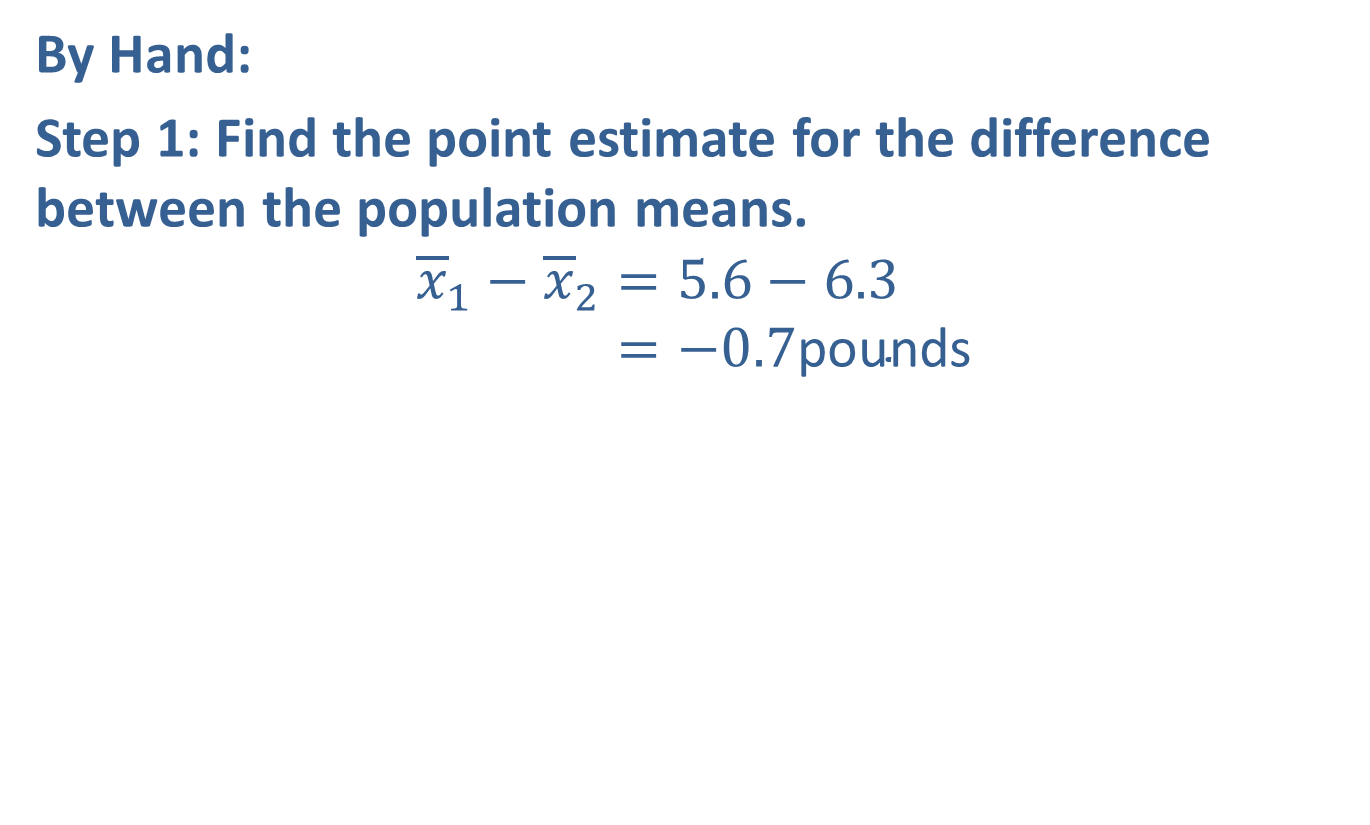 By Hand:
Step 1: Find the point estimate for the difference
between the population means.
x̅₁ − x̅₂ = 5.6 − 6.3
= −0.7pounds.